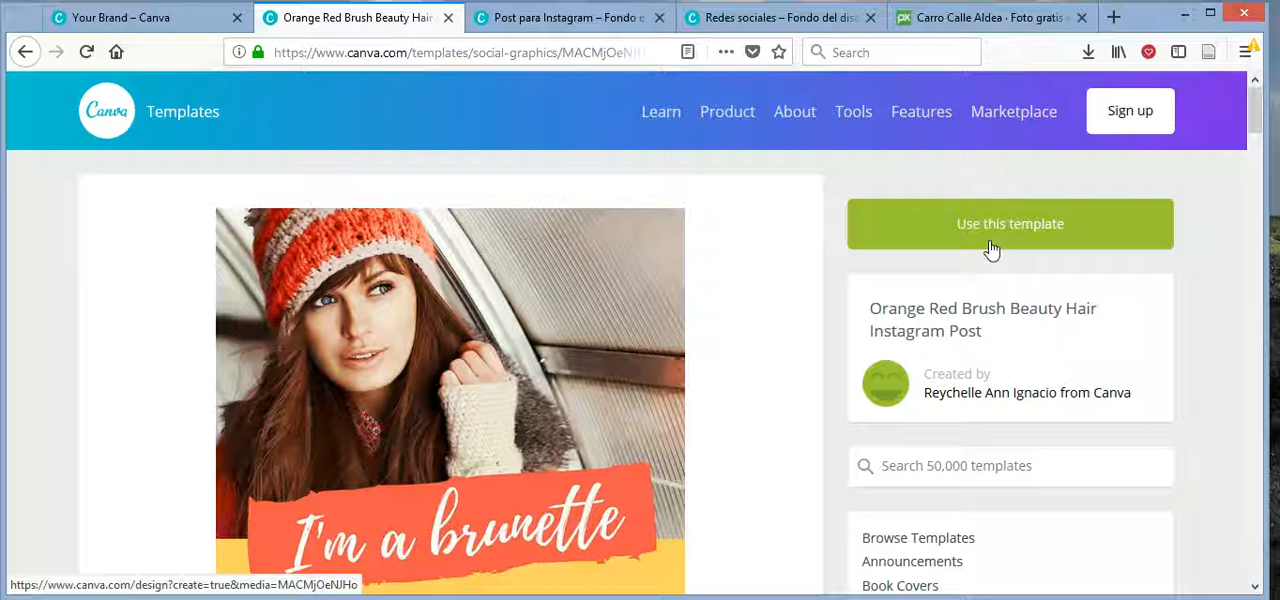 Your Brand – Canva
Orange Red Brush Beauty Hair
Post para Instagram – Fondo e
Redes sociales – Fondo del dis
Carro Calle Aldea · Foto gratis
https://www.canva.com/templates/social-graphics/MACMjOeNJH
Search
Canva
Templates
Learn
Product
About
Tools
Features
Marketplace
Sign up
Use this template
Orange Red Brush Beauty Hair
Instagram Post
Created by
Reychelle Ann Ignacio from Canva
Search 50,000 templates
I'm a brunette
Browse Templates
Announcements
Book Covers
https://www.canva.com/design?create=true&media=MACMjOeNJHo